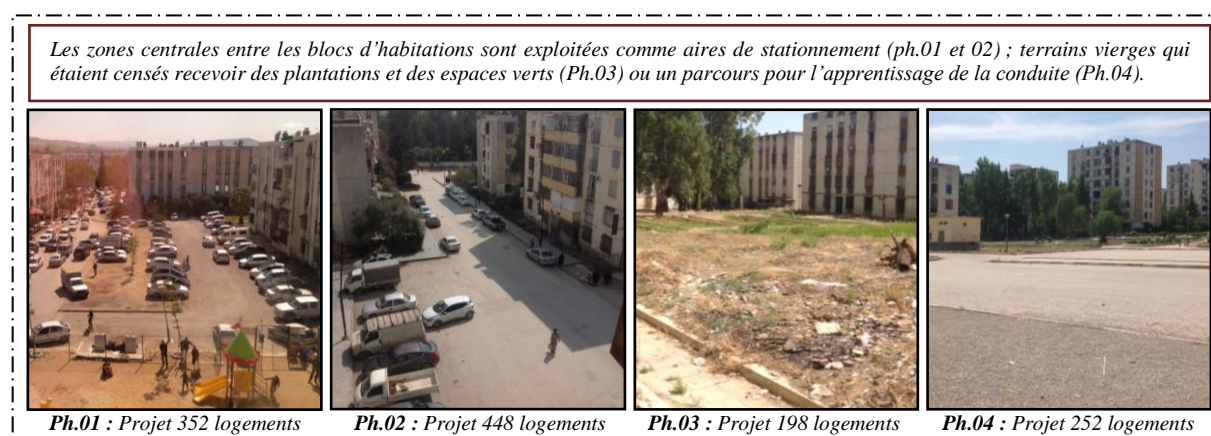 Les zones centrales entre les blocs d’habitations sont exploitées comme aires de stationnement (ph.01 et 02) ; terrains vierges qui
étaient censés recevoir des plantations et des espaces verts (Ph.03) ou un parcours pour l’apprentissage de la conduite (Ph.04).
Ph.01 : Projet 352 logements
Ph.02 : Projet 448 logements
Ph.03 : Projet 198 logements
Ph.04 : Projet 252 logements